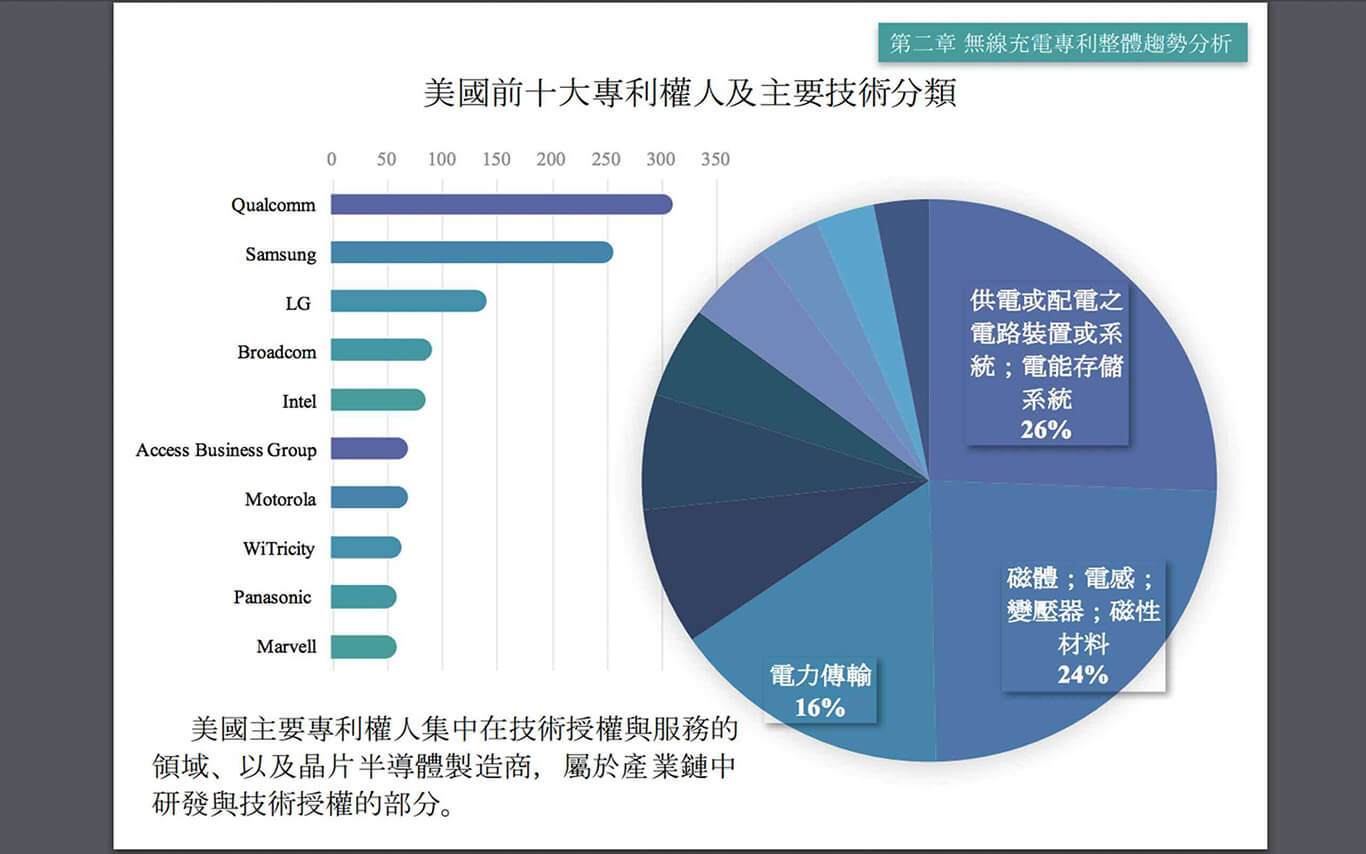 第二章 無線充電專利整體趨勢分析
美國前十大專利權人及主要技術分類
0 50 100 150 200 250 300 350
Qualcomm
Samsung
LG
Broadcom
Intel
Access Business Group
Motorola
WiTricity
Panasonic
Marvell
供電或配電之
電路裝置或系
統；電能存儲
系統
26%
磁體；電感；
變壓器；磁性
材料
24%
電力傳輸
16%
美國主要專利權人集中在技術授權與服務的
領域、以及晶片半導體製造商，屬於產業鏈中
研發與技術授權的部分。